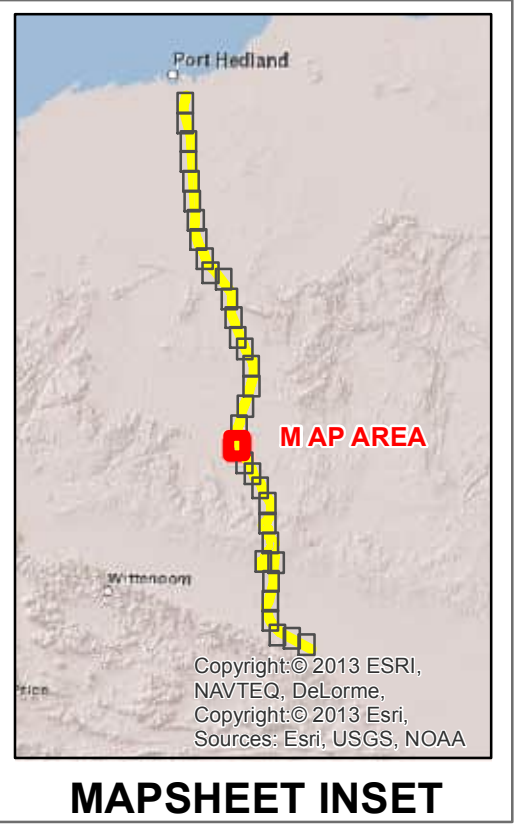 Port Hedland
M AP AREA
Wittenoom
Copyright:© 2013 ESRI,
NAVTEQ, DeLorme,
Copyright:© 2013 Esri,
Sources: Esri, USGS, NOAA
MAPSHEET INSET